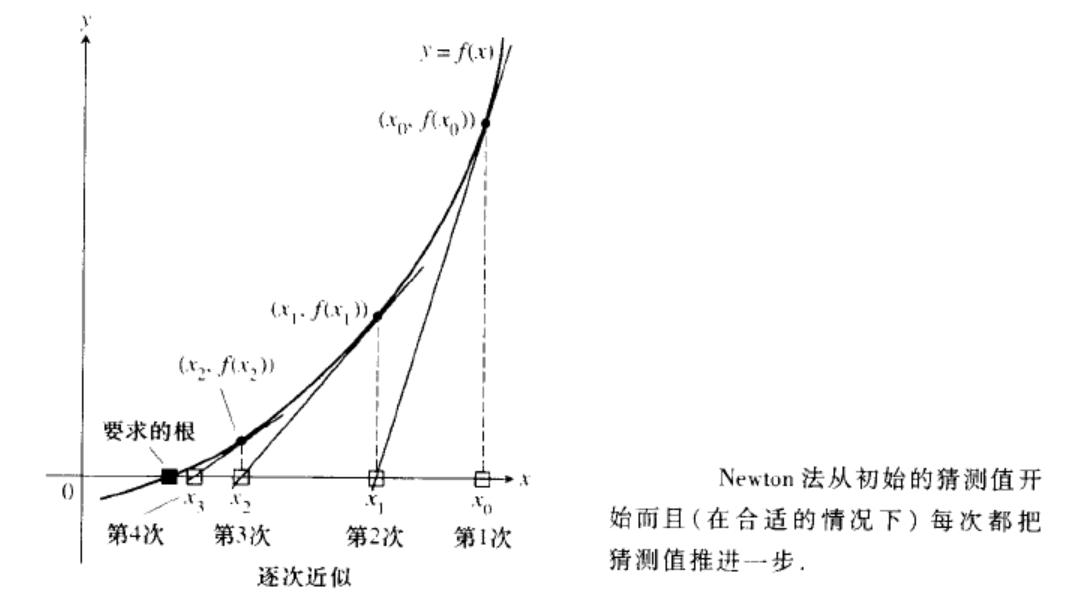 y
y = f(x)
(x₀, f(x₀))
(x₁, f(x₁))
(x₂, f(x₂))
要求的根
0
x₃
x₂
x₁
x₀
x
第4次
第3次
第2次
第1次
逐次近似
Newton 法从初始的猜测值开
始而且(在合适的情况下)每次都把
猜测值推进一步.